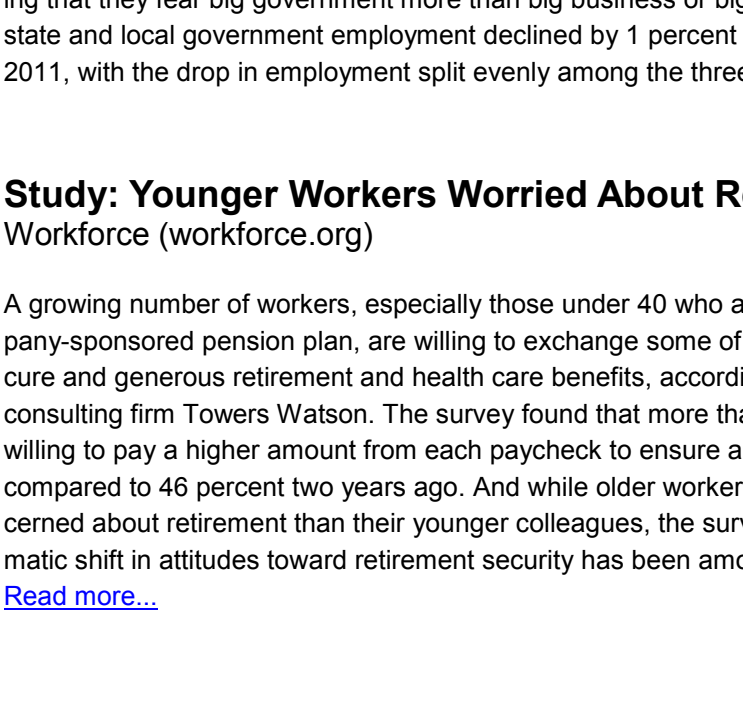 ing that they fear big government more than big business or big
state and local government employment declined by 1 percent
2011, with the drop in employment split evenly among the three
Study: Younger Workers Worried About
Workforce (workforce.org)
A growing number of workers, especially those under 40 who
pany-sponsored pension plan, are willing to exchange some of
cure and generous retirement and health care benefits,
consulting firm Towers Watson. The survey found that more
willing to pay a higher amount from each paycheck to ensure a
compared to 46 percent two years ago. And while older worker
cerned about retirement than their younger colleagues, the
matic shift in attitudes toward retirement security has been
Read more...